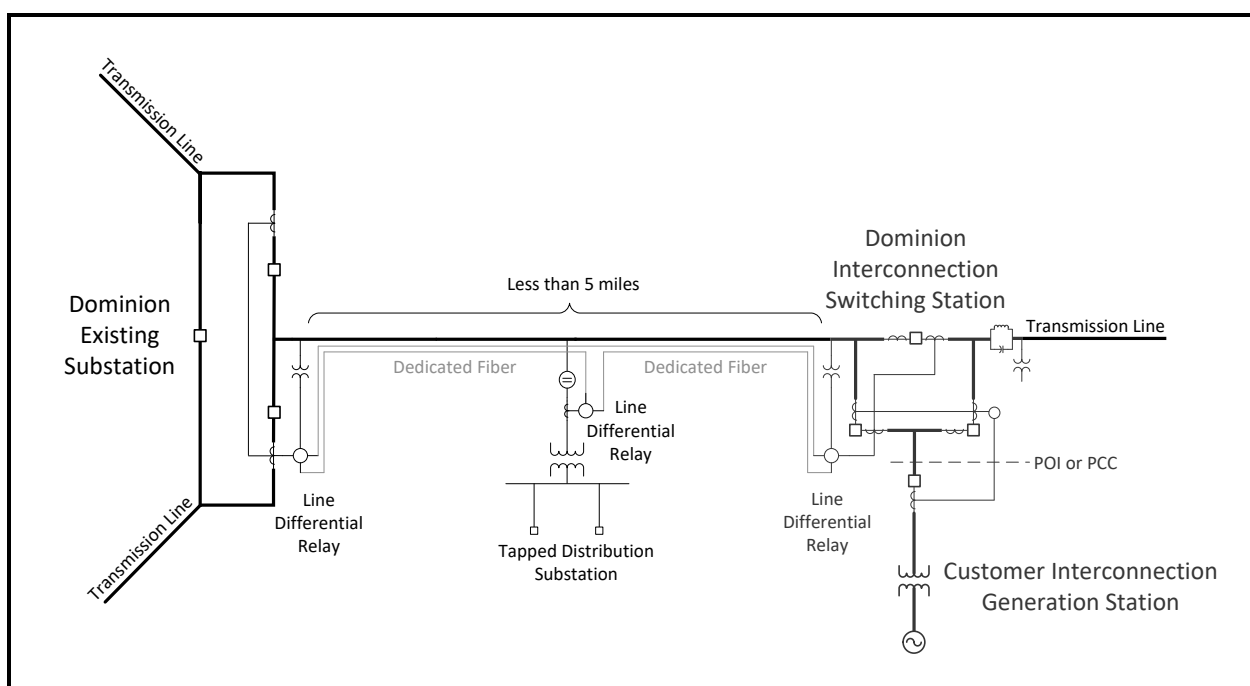 Transmission Line
Dominion
Existing
Substation
Transmission Line
Less than 5 miles
Dedicated Fiber
Dedicated Fiber
Line
Differential
Relay
Line
Differential
Relay
Tapped Distribution
Substation
Line
Differential
Relay
Dominion
Interconnection
Switching Station
Transmission Line
POI or PCC
Customer Interconnection
Generation Station